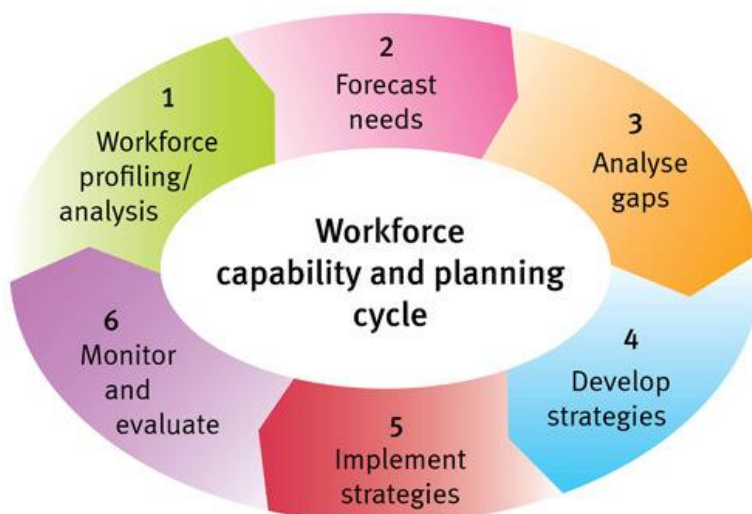 1
Workforce
profiling/
analysis
2
Forecast
needs
3
Analyse
gaps
4
Develop
strategies
5
Implement
strategies
6
Monitor
and
evaluate
Workforce
capability and planning
cycle